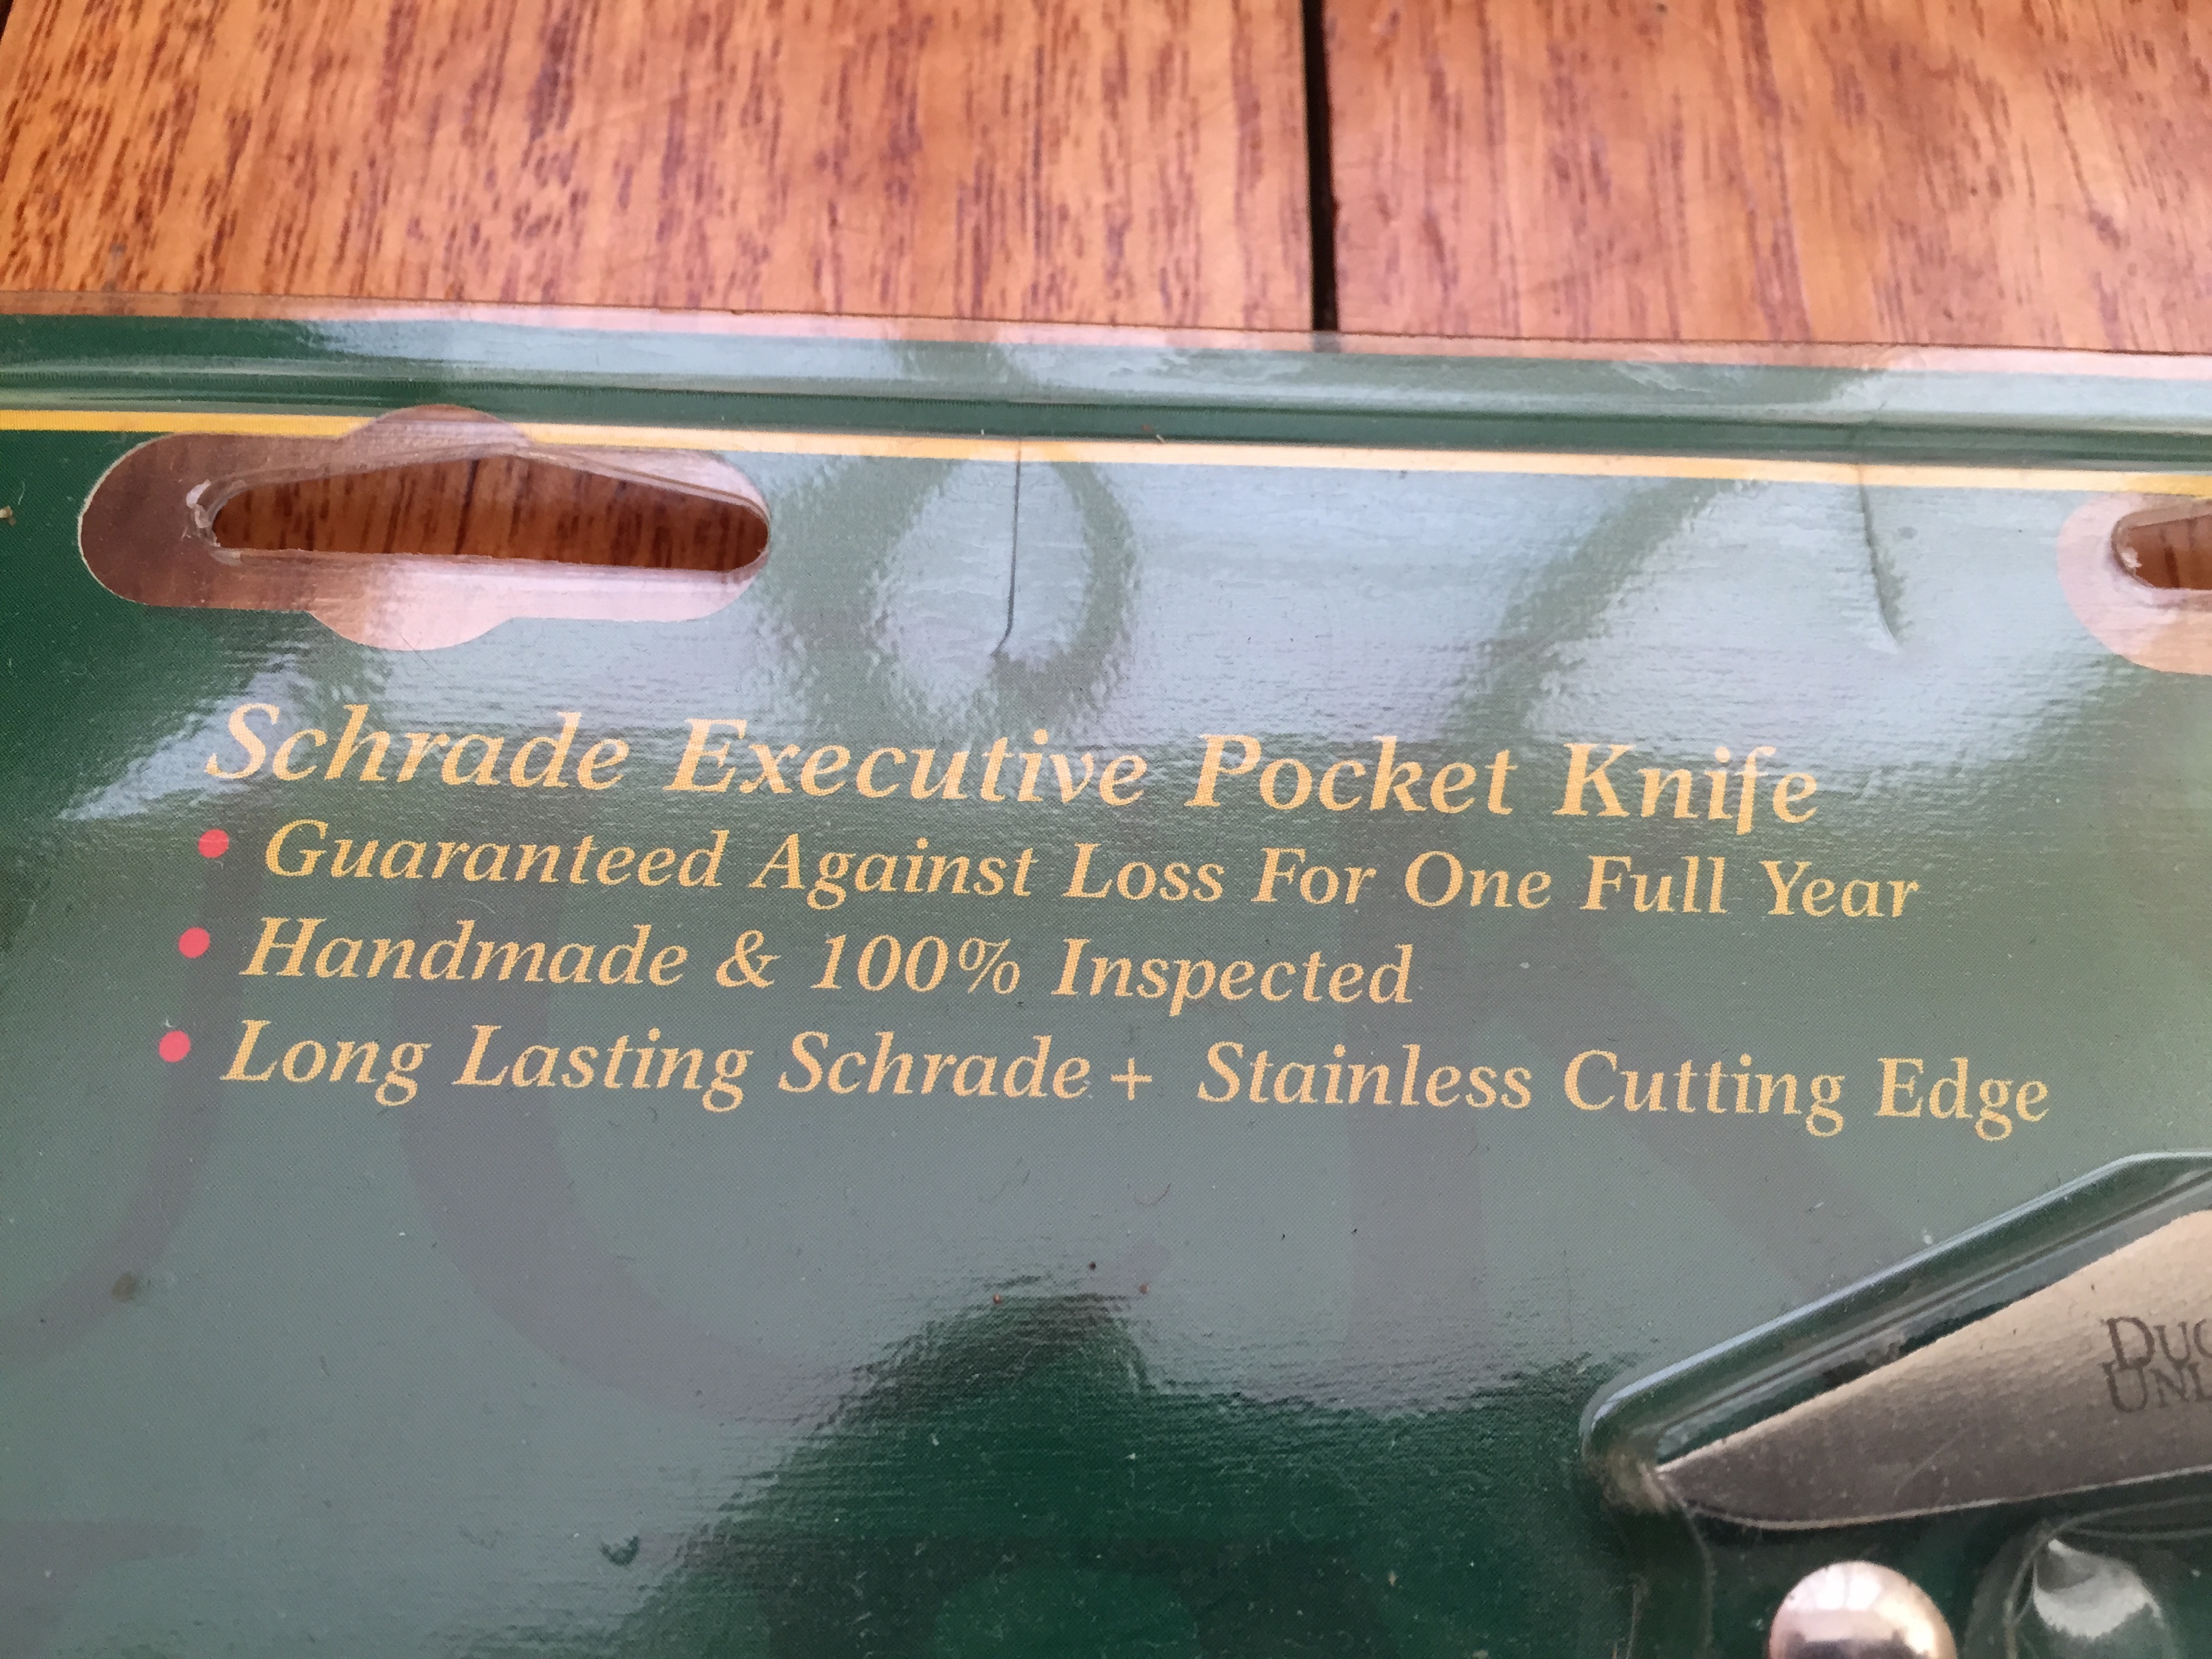 Schrade Executive Pocket Knife
• Guaranteed Against Loss For One Full Year
• Handmade & 100% Inspected
• Long Lasting Schrade+ Stainless Cutting Edge